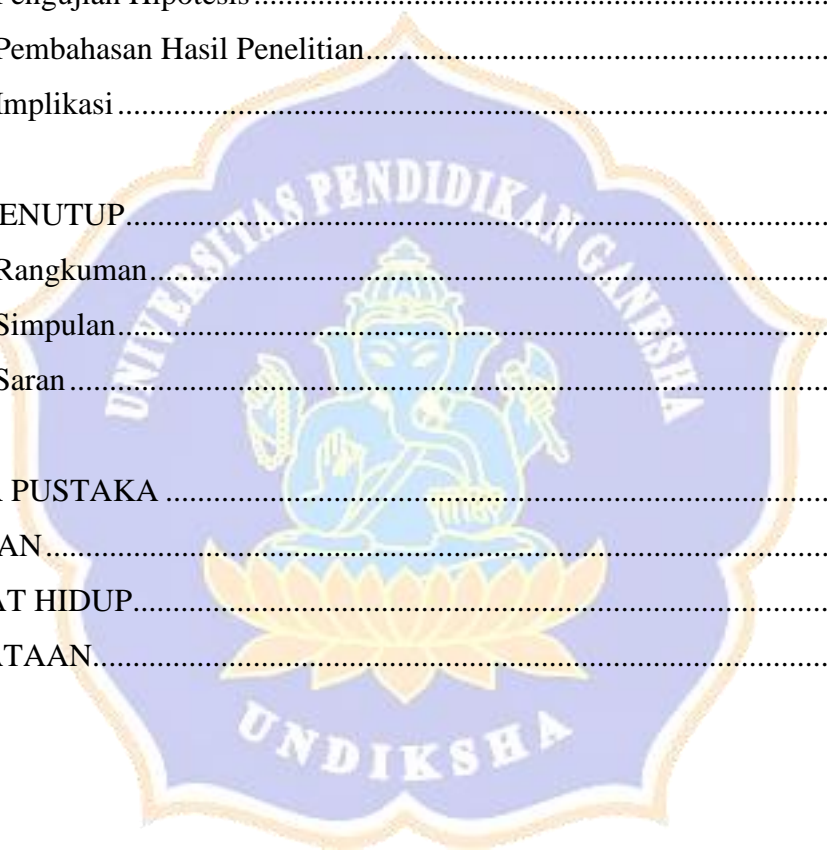 Pengujian Hipotesis
Pembahasan Hasil Penelitian
Implikasi
ENUTUP
Rangkuman
Simpulan
Saran
PUSTAKA
AN
AT HIDUP
ATAAN
UNIVERSITAS PENDIDIKAN GANESHA
UNDIKSHA